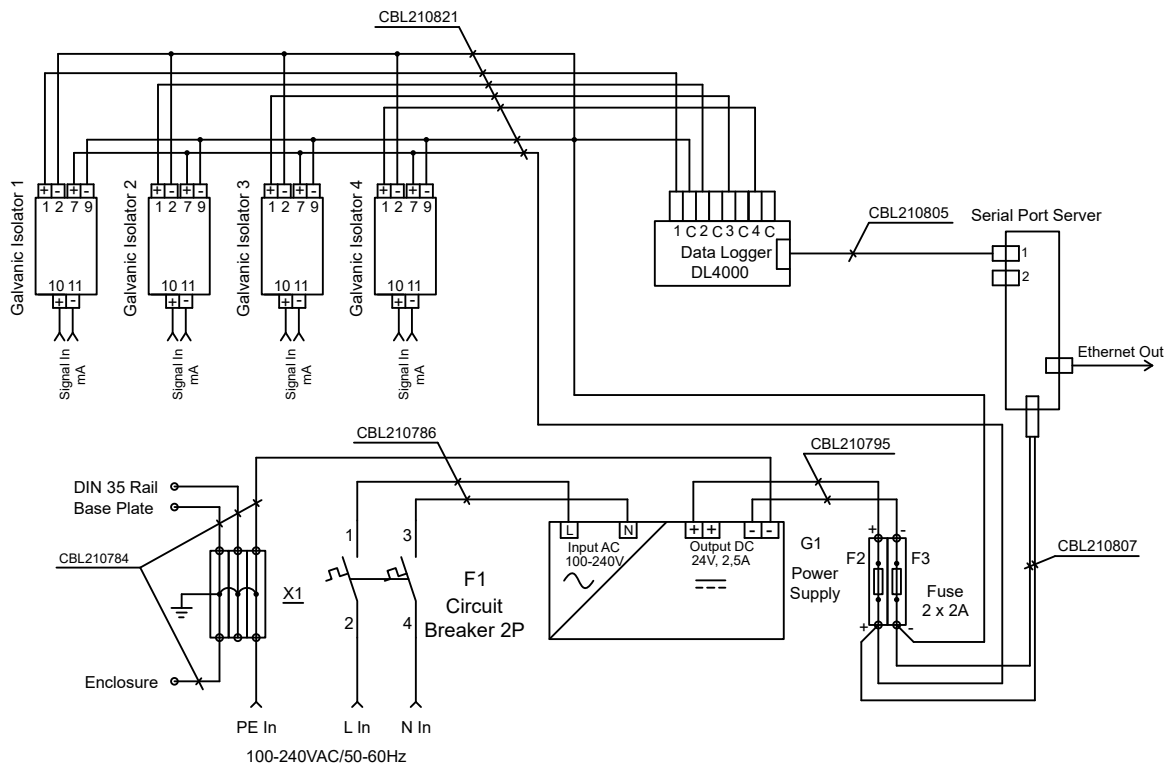 CBL210821
Galvanic Isolator 1
+ - + -
1 2 7 9
10 11
+ -
Signal In
mA
Galvanic Isolator 2
+ - + -
1 2 7 9
10 11
+ -
Signal In
mA
Galvanic Isolator 3
+ - + -
1 2 7 9
10 11
+ -
Signal In
mA
Galvanic Isolator 4
+ - + -
1 2 7 9
10 11
+ -
Signal In
mA
1 C 2 C 3 C 4 C
Data Logger
DL4000
CBL210805
Serial Port Server
1
2
Ethernet Out
CBL210786
CBL210795
DIN 35 Rail
Base Plate
CBL210784
X1
Enclosure
PE In
1 3
2 4
F1
Circuit
Breaker 2P
L In
N In
100-240VAC/50-60Hz
L N
Input AC
100-240V
+ + - -
Output DC
24V, 2,5A
G1
Power
Supply
+ -
F2 F3
+ -
Fuse
2 x 2A
CBL210807